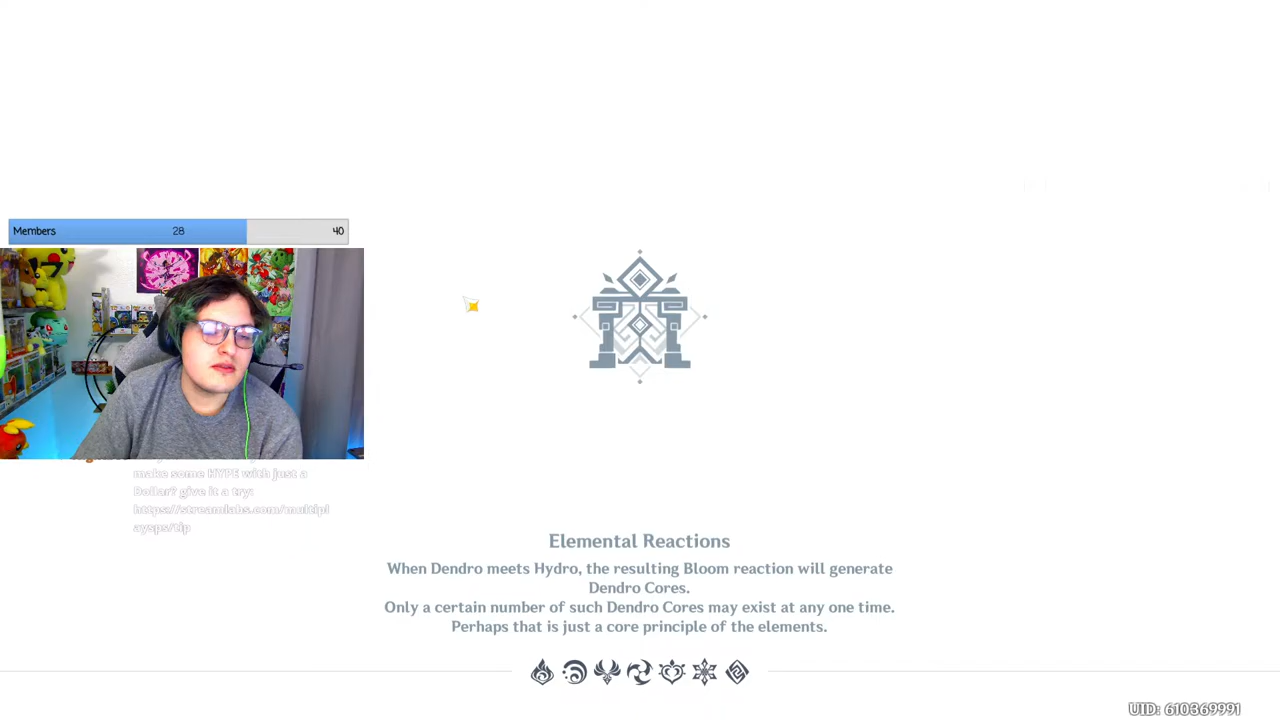 Members 28 40
make some HYPE with just a
Dollar? give it a try:
https://streamlabs.com/multipl
aysps/tip
Elemental Reactions
When Dendro meets Hydro, the resulting Bloom reaction will generate
Dendro Cores.
Only a certain number of such Dendro Cores may exist at any one time.
Perhaps that is just a core principle of the elements.
UID: 610369991